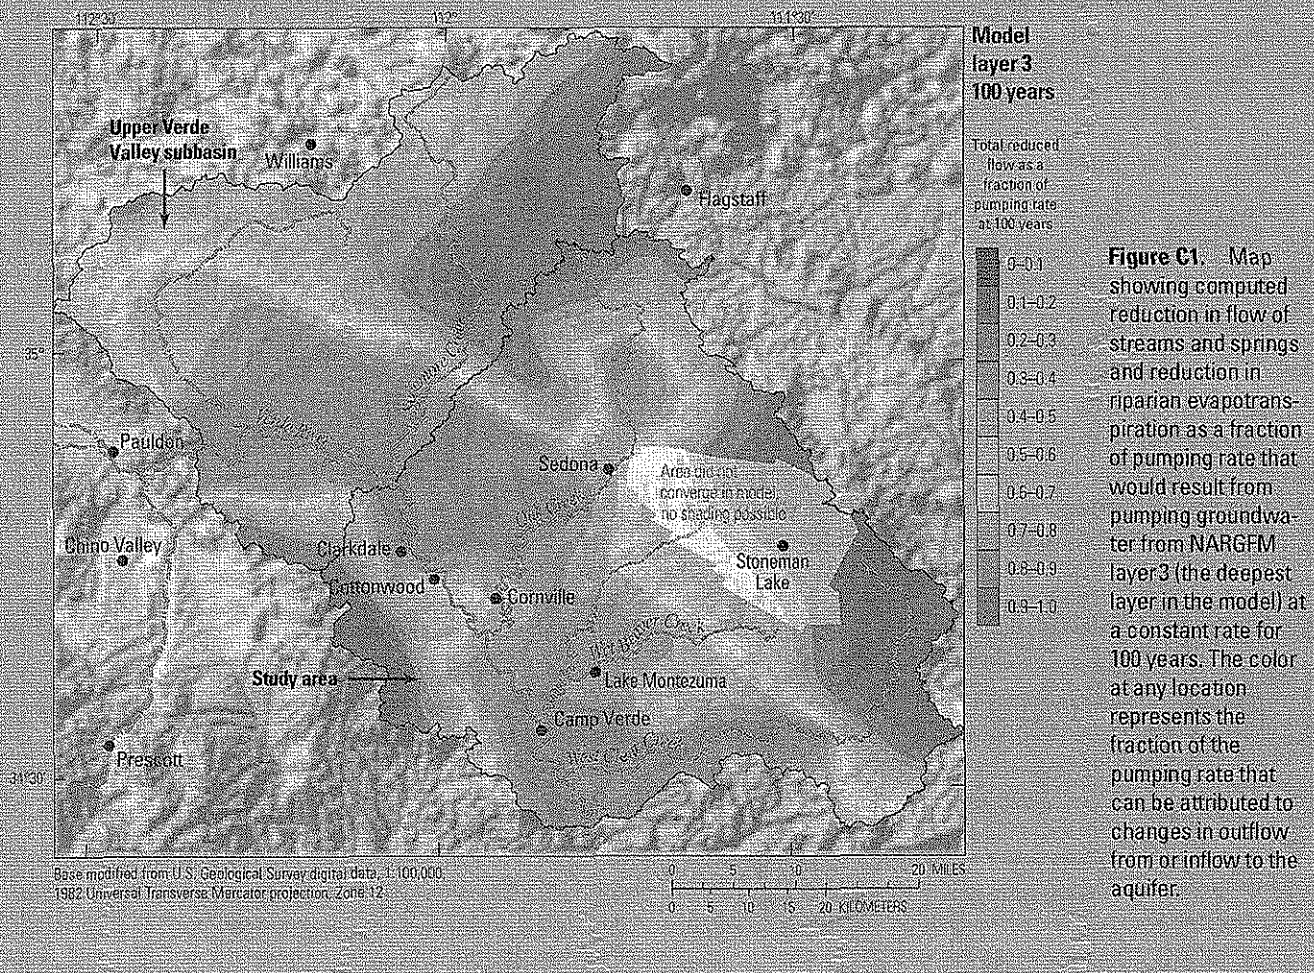 112°30'
112°
111°30'
Model
layer 3
100 years
Upper Verde
Valley subbasin
Williams
Total reduced
flow as a
fraction of
pumping rate
at 100 years
Flagstaff
0–0.1
0.1–0.2
0.2–0.3
0.3–0.4
0.4–0.5
0.5–0.6
0.6–0.7
0.7–0.8
0.8–0.9
0.9–1.0
Figure C1. Map
showing computed
reduction in flow of
streams and springs
and reduction in
riparian evapotrans-
piration as a fraction
of pumping rate that
would result from
pumping groundwa-
ter from NARGFM
layer 3 (the deepest
layer in the model) at
a constant rate for
100 years. The color
at any location
represents the
fraction of the
pumping rate that
can be attributed to
changes in outflow
from or inflow to the
aquifer.
35°
Verde River
Paulden
Sedona
Area did not
converge in model,
no shading possible
Chino Valley
Clarkdale
Stoneman
Lake
Cottonwood
Cornville
Wet Beaver Creek
Study area
Lake Montezuma
Camp Verde
West Clear Creek
Prescott
34°30'
Base modified from U.S. Geological Survey digital data, 1:100,000,
1982 Universal Transverse Mercator projection, Zone 12
0 5 10 20 MILES
0 5 10 15 20 KILOMETERS